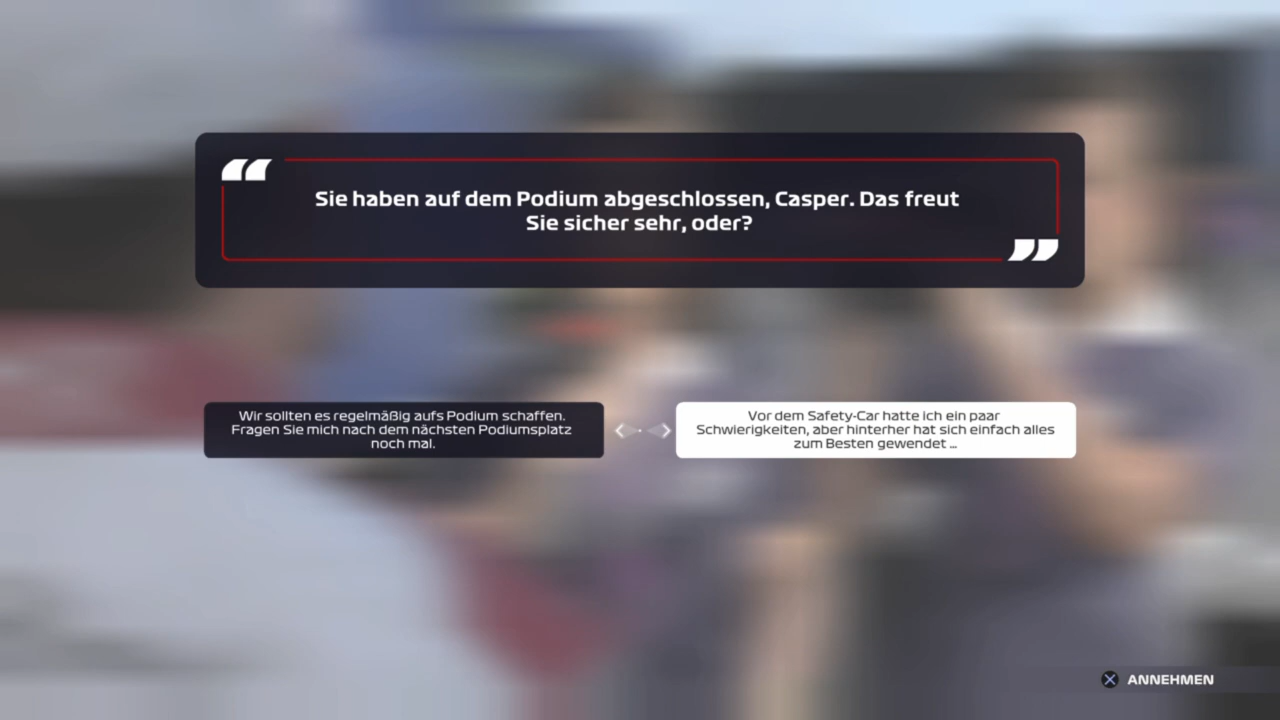 Sie haben auf dem Podium abgeschlossen, Casper. Das freut
Sie sicher sehr, oder?
Wir sollten es regelmäßig aufs Podium schaffen.
Fragen Sie mich nach dem nächsten Podiumsplatz
noch mal.
Vor dem Safety-Car hatte ich ein paar
Schwierigkeiten, aber hinterher hat sich einfach alles
zum Besten gewendet ...
ANNEHMEN